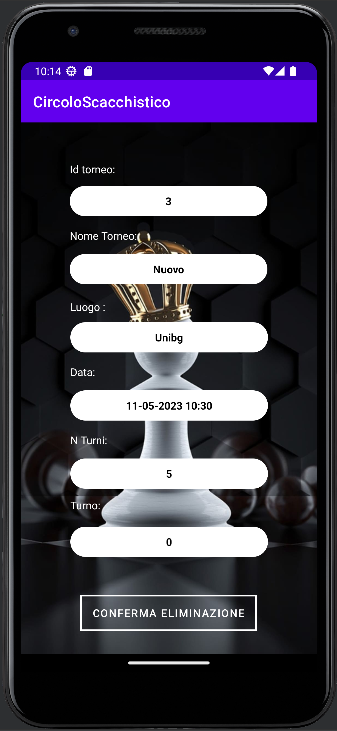 10:14
CircoloScacchistico
Id torneo:
3
Nome Torneo:
Nuovo
Luogo :
Unibg
Data:
11-05-2023 10:30
N Turni:
5
Turno:
0
CONFERMA ELIMINAZIONE